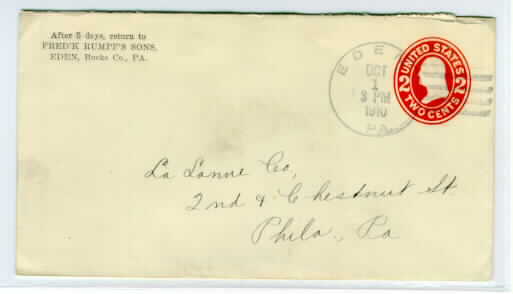 After 5 days, return to
FRED'K RUMPF'S SONS,
EDEN, Bucks Co., PA.
EDEN
OCT
1
3 PM
1910
PA.
UNITED STATES
2 2
TWO CENTS
La Lanne Co,
2nd & Chestnut St.
Phila., Pa